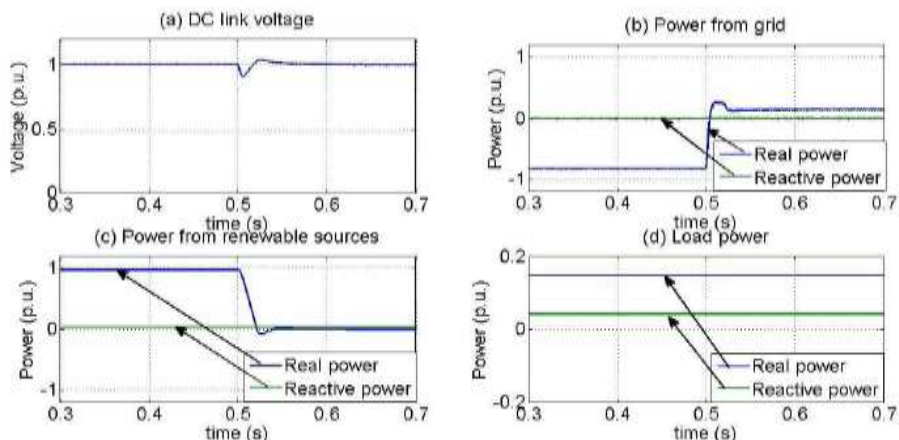 (a) DC link voltage
Voltage (p.u.)
1
0.5
0
0.3 0.4 0.5 0.6 0.7
time (s)
(b) Power from grid
Power (p.u.)
1
0
-1
Real power
Reactive power
0.3 0.4 0.5 0.6 0.7
time (s)
(c) Power from renewable sources
Power (p.u.)
1
0
-1
Real power
Reactive power
0.3 0.4 0.5 0.6 0.7
time (s)
(d) Load power
Power (p.u.)
0.2
0
-0.2
Real power
Reactive power
0.3 0.4 0.5 0.6 0.7
time (s)